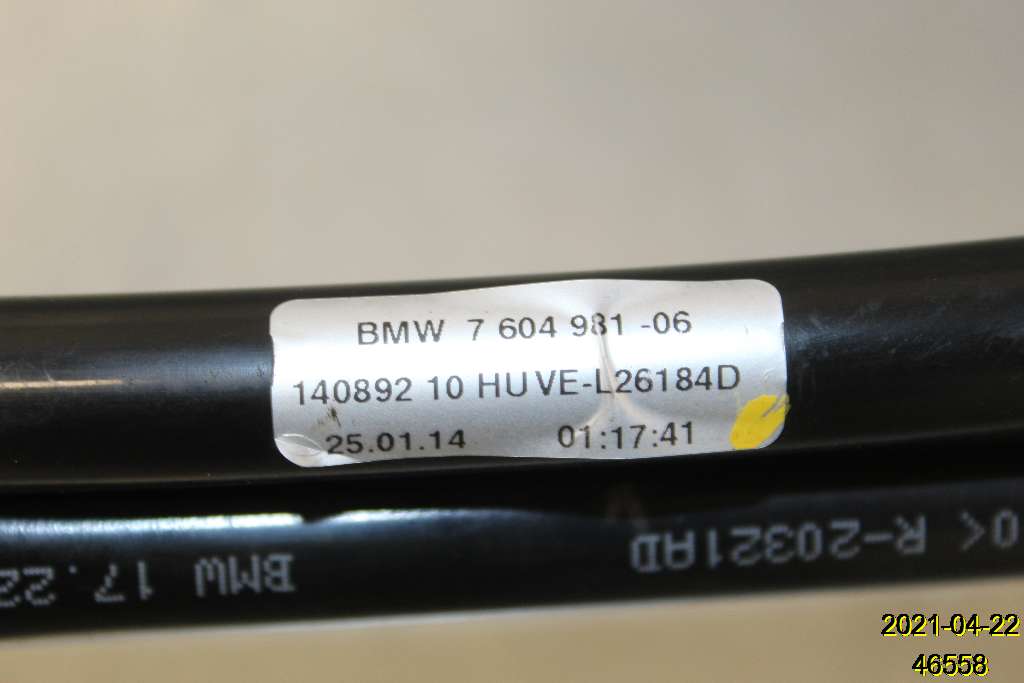 BMW 7 604 981 -06
140892 10 HUVE-L26184D
25.01.14 01:17:41
0< R-20321AD
BMW 17.22
2021-04-22
46558